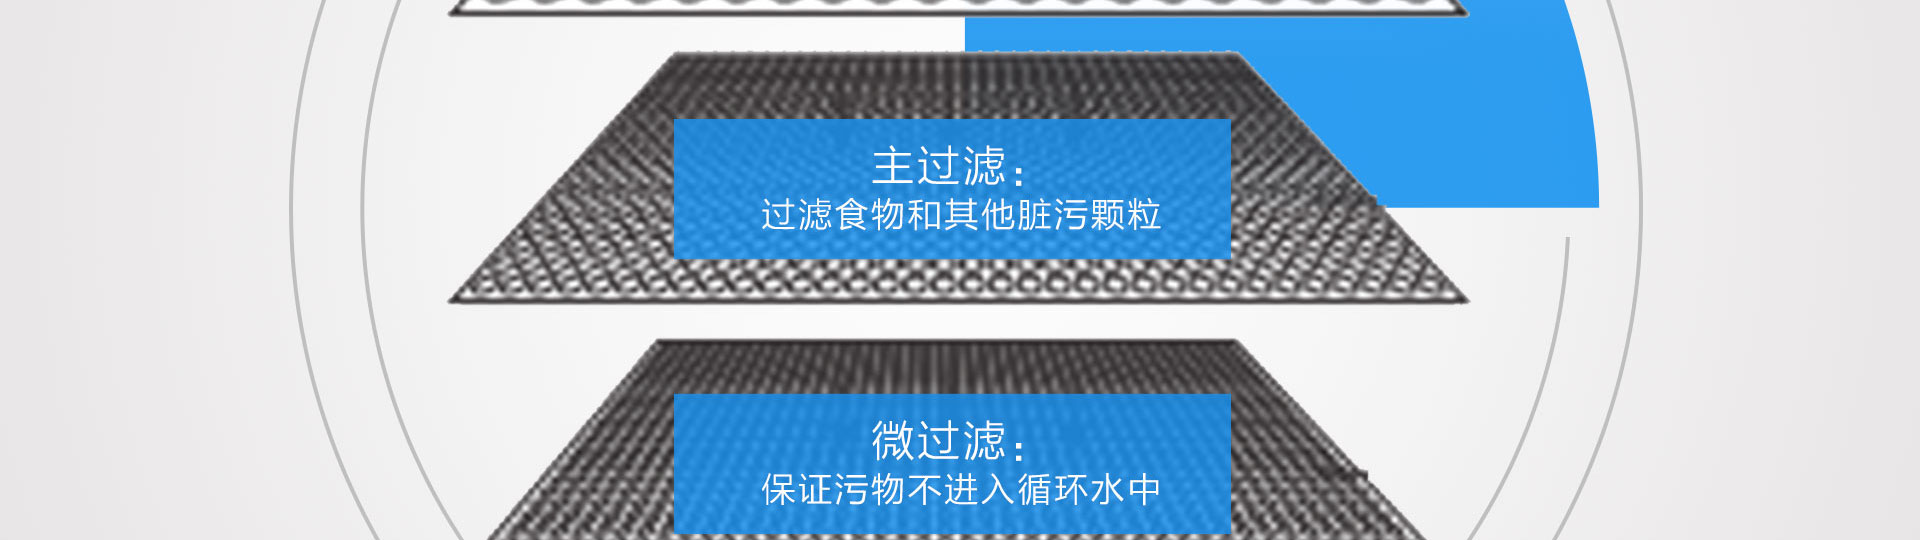 主过滤：
过滤食物和其他脏污颗粒
微过滤：
保证污物不进入循环水中